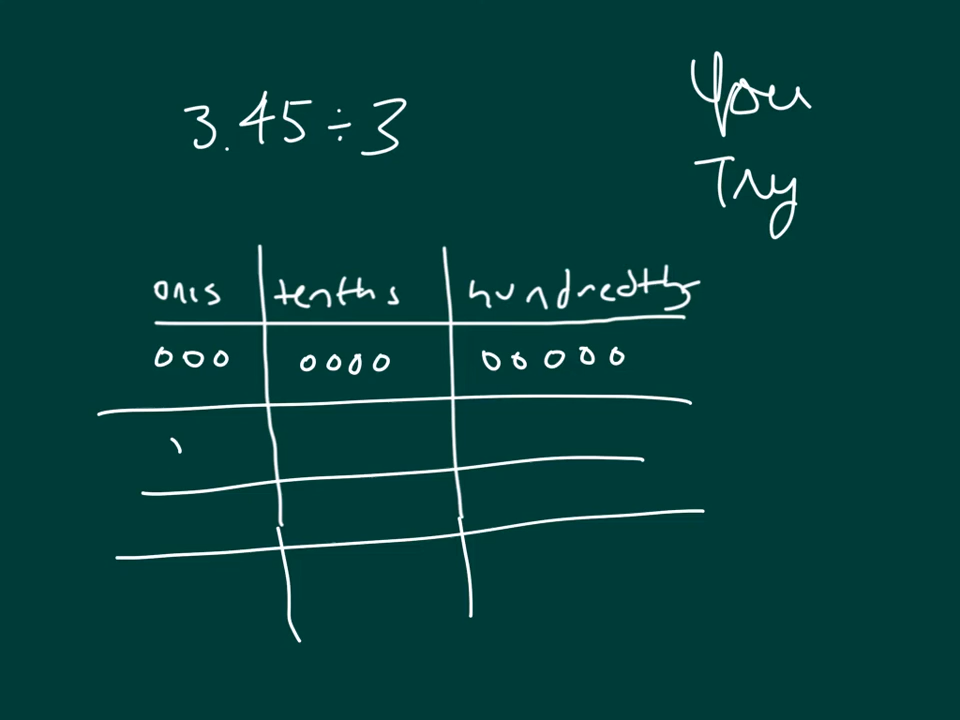 3.45÷3
You
Try
ones tenths hundredths
000 0000 00000